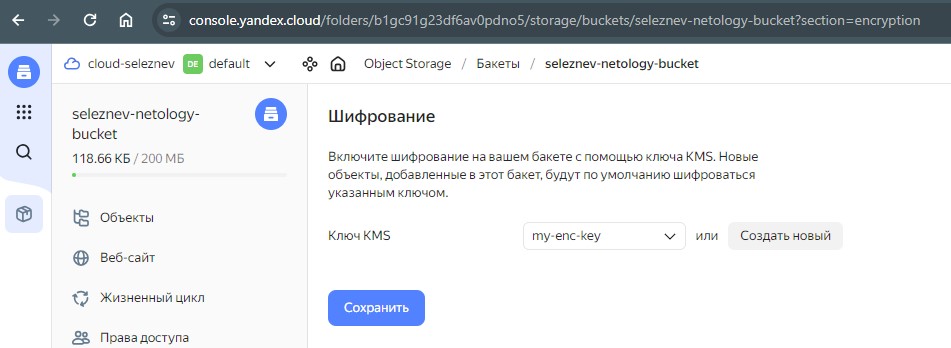 console.yandex.cloud/folders/b1gc91g23df6av0pdno5/storage/buckets/seleznev-netology-bucket?section=encryption
cloud-seleznev DE default Object Storage / Бакеты / seleznev-netology-bucket
seleznev-netology-
bucket
118.66 КБ / 200 МБ
Объекты
Веб-сайт
Жизненный цикл
Права доступа
Шифрование
Включите шифрование на вашем бакете с помощью ключа KMS. Новые
объекты, добавленные в этот бакет, будут по умолчанию шифроваться
указанным ключом.
Ключ KMS my-enc-key или Создать новый
Сохранить